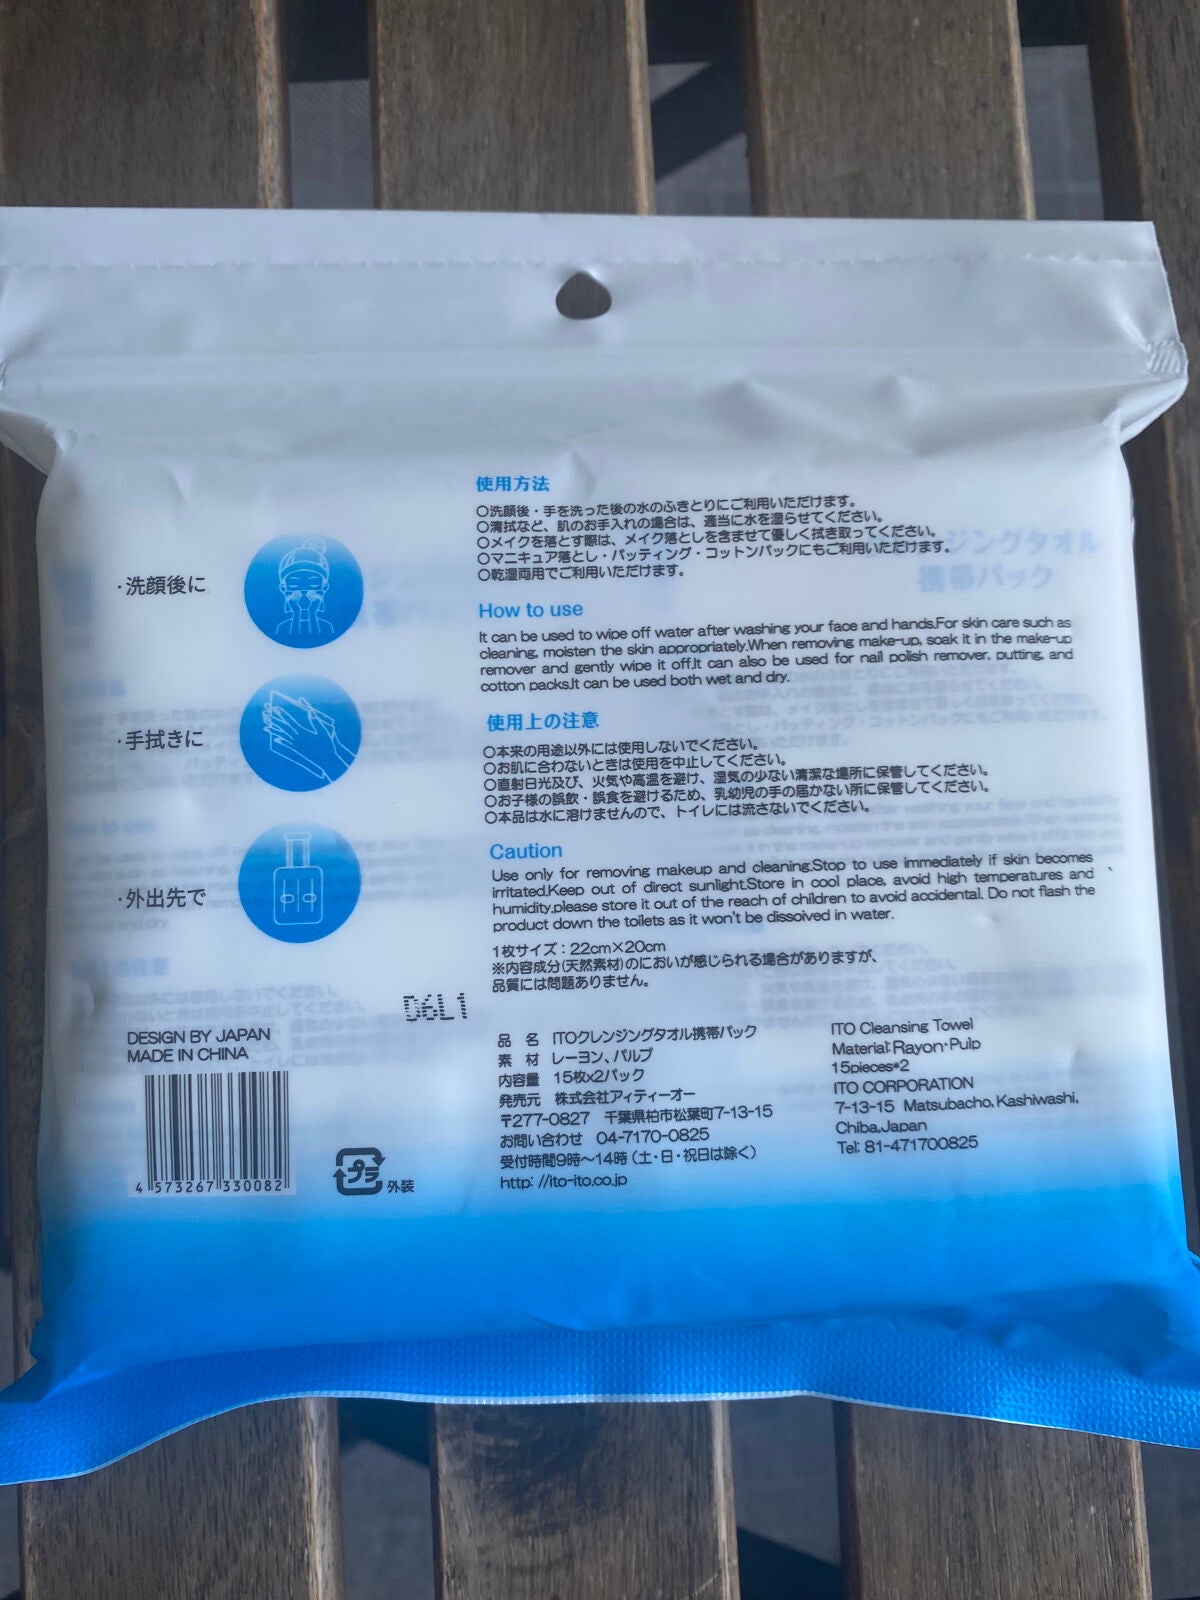 ・洗顔後に
・手拭きに
・外出先で
使用方法
○洗顔後・手を洗った後の水のふきとりにご利用いただけます。
○清拭など、肌のお手入れの場合は、適当に水を湿らせてください。
○メイクを落とす際は、メイク落としを含ませて優しく拭き取ってください。
○マニキュア落とし・パッティング・コットンパックにもご利用いただけます。
○乾湿両用でご利用いただけます。
How to use
It can be used to wipe off water after washing your face and hands.For skin care such as
cleaning, moisten the skin appropriately.When removing make-up, soak it in the make-up
remover and gently wipe it off.It can also be used for nail polish remover, putting, and
cotton packs.It can be used both wet and dry.
使用上の注意
○本来の用途以外には使用しないでください。
○お肌に合わないときは使用を中止してください。
○直射日光及び、火気や高温を避け、湿気の少ない清潔な場所に保管してください。
○お子様の誤飲・誤食を避けるため、乳幼児の手の届かない所に保管してください。
○本品は水に溶けませんので、トイレには流さないでください。
Caution
Use only for removing makeup and cleaning.Stop to use immediately if skin becomes
irritated.Keep out of direct sunlight.Store in cool place, avoid high temperatures and 、
humidity.please store it out of the reach of children to avoid accidental. Do not flash the
product down the toilets as it won't be dissoived in water.
1枚サイズ：22cm×20cm
※内容成分(天然素材)のにおいが感じられる場合がありますが、
品質には問題ありません。
D6L1
DESIGN BY JAPAN
MADE IN CHINA
4 573267 330082
プラ 外装
品 名 ITOクレンジングタオル携帯パック
素 材 レーヨン、パルプ
内容量 15枚x2パック
発売元 株式会社アイティーオー
〒277-0827 千葉県柏市松葉町7-13-15
お問い合わせ 04-7170-0825
受付時間9時～14時（土・日・祝日は除く）
http: //ito-ito.co.jp
ITO Cleansing Towel
Material:Rayon・Pulp
15pieces*2
ITO CORPORATION
7-13-15 Matsubacho,Kashiwashi,
Chiba,Japan
Tel: 81-471700825